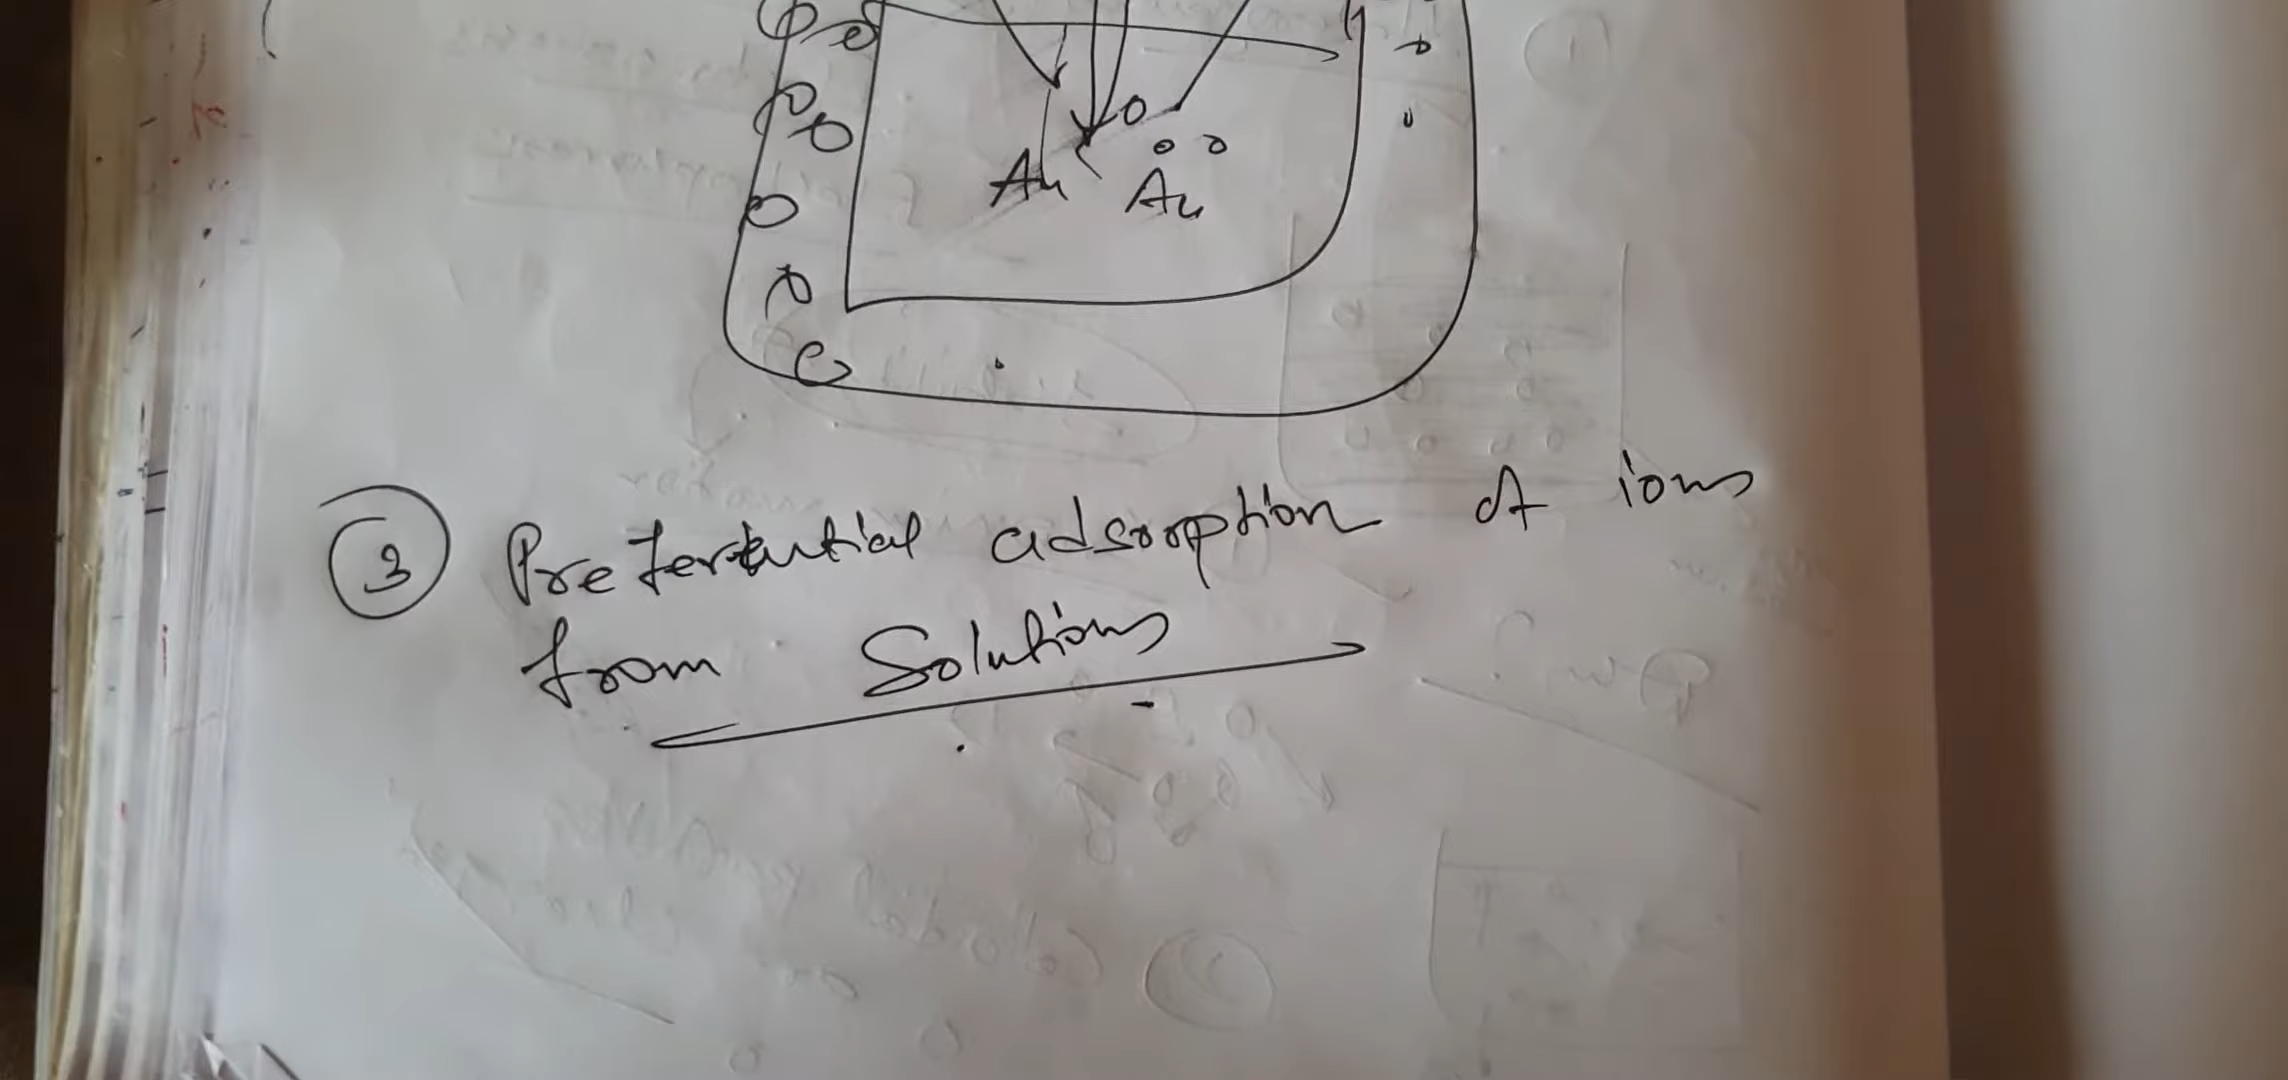 Au Au
3 Preferential adsorption of ions
from Solutions